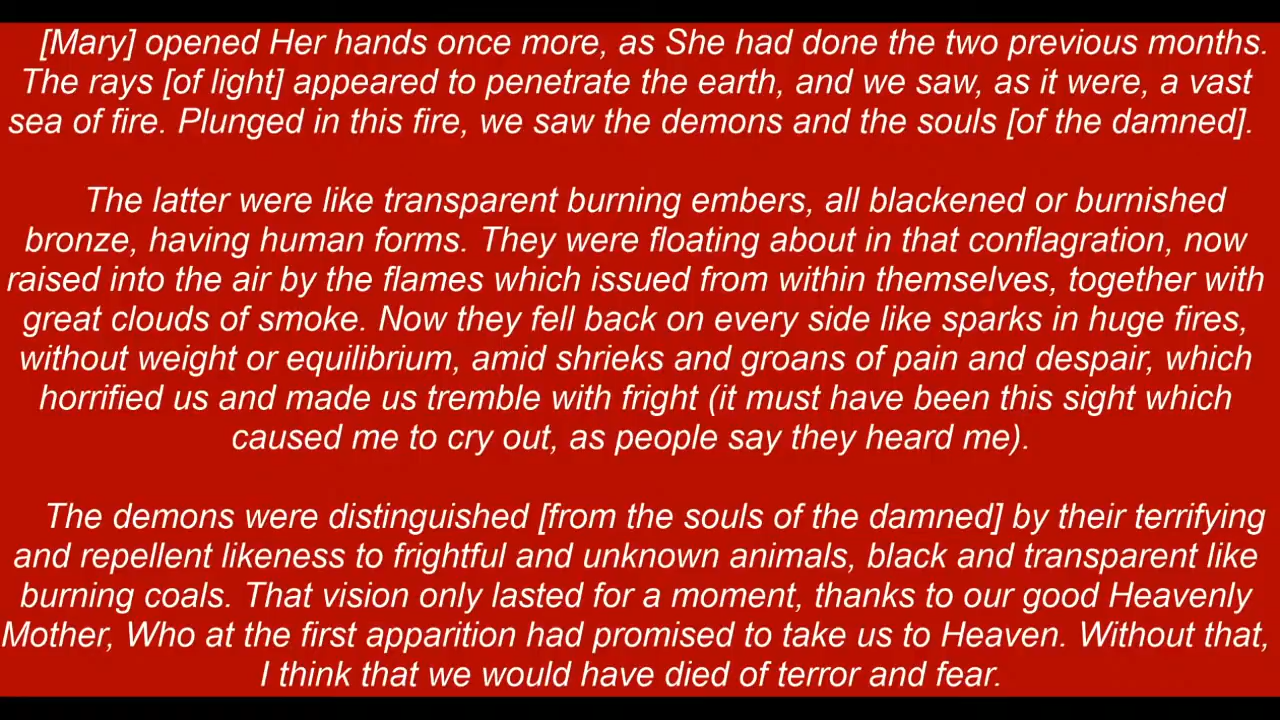 [Mary] opened Her hands once more, as She had done the two previous months.
The rays [of light] appeared to penetrate the earth, and we saw, as it were, a vast
sea of fire. Plunged in this fire, we saw the demons and the souls [of the damned].
The latter were like transparent burning embers, all blackened or burnished
bronze, having human forms. They were floating about in that conflagration, now
raised into the air by the flames which issued from within themselves, together with
great clouds of smoke. Now they fell back on every side like sparks in huge fires,
without weight or equilibrium, amid shrieks and groans of pain and despair, which
horrified us and made us tremble with fright (it must have been this sight which
caused me to cry out, as people say they heard me).
The demons were distinguished [from the souls of the damned] by their terrifying
and repellent likeness to frightful and unknown animals, black and transparent like
burning coals. That vision only lasted for a moment, thanks to our good Heavenly
Mother, Who at the first apparition had promised to take us to Heaven. Without that,
I think that we would have died of terror and fear.